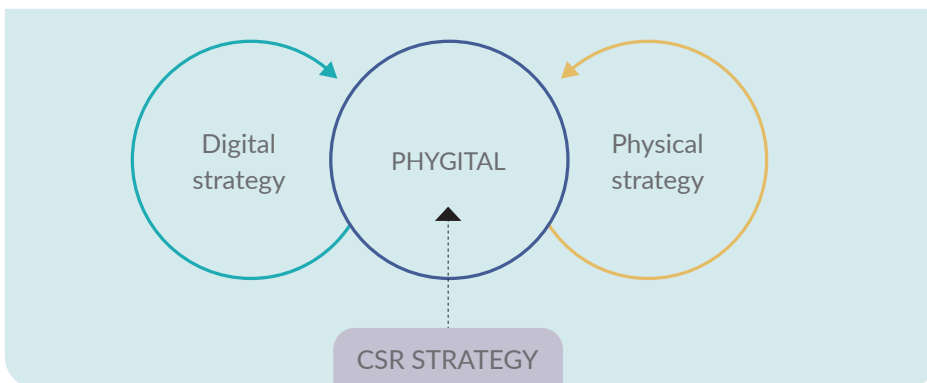 Digital
strategy
PHYGITAL
Physical
strategy
CSR STRATEGY